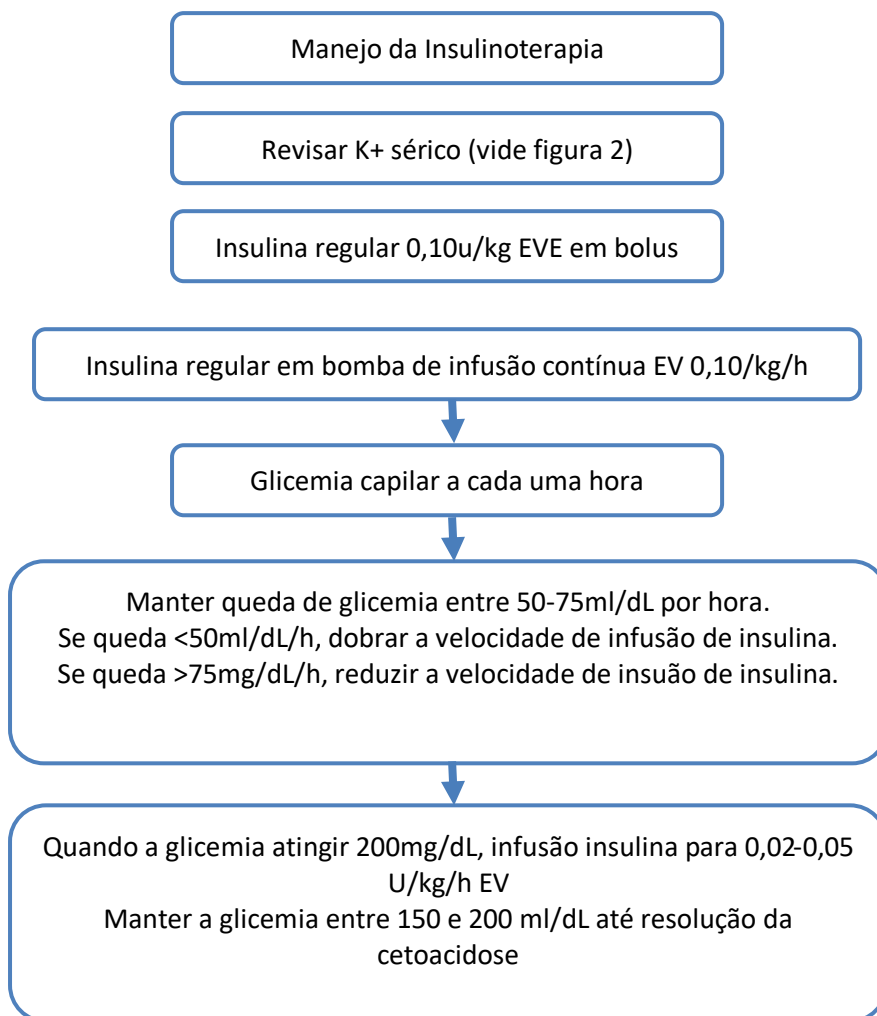 Manejo da Insulinoterapia
Revisar K+ sérico (vide figura 2)
Insulina regular 0,10u/kg EVE em bolus
Insulina regular em bomba de infusão contínua EV 0,10/kg/h
Glicemia capilar a cada uma hora
Manter queda de glicemia entre 50-75ml/dL por hora.
Se queda <50ml/dL/h, dobrar a velocidade de infusão de insulina.
Se queda >75mg/dL/h, reduzir a velocidade de insuão de insulina.
Quando a glicemia atingir 200mg/dL, infusão insulina para 0,02-0,05
U/kg/h EV
Manter a glicemia entre 150 e 200 ml/dL até resolução da
cetoacidose